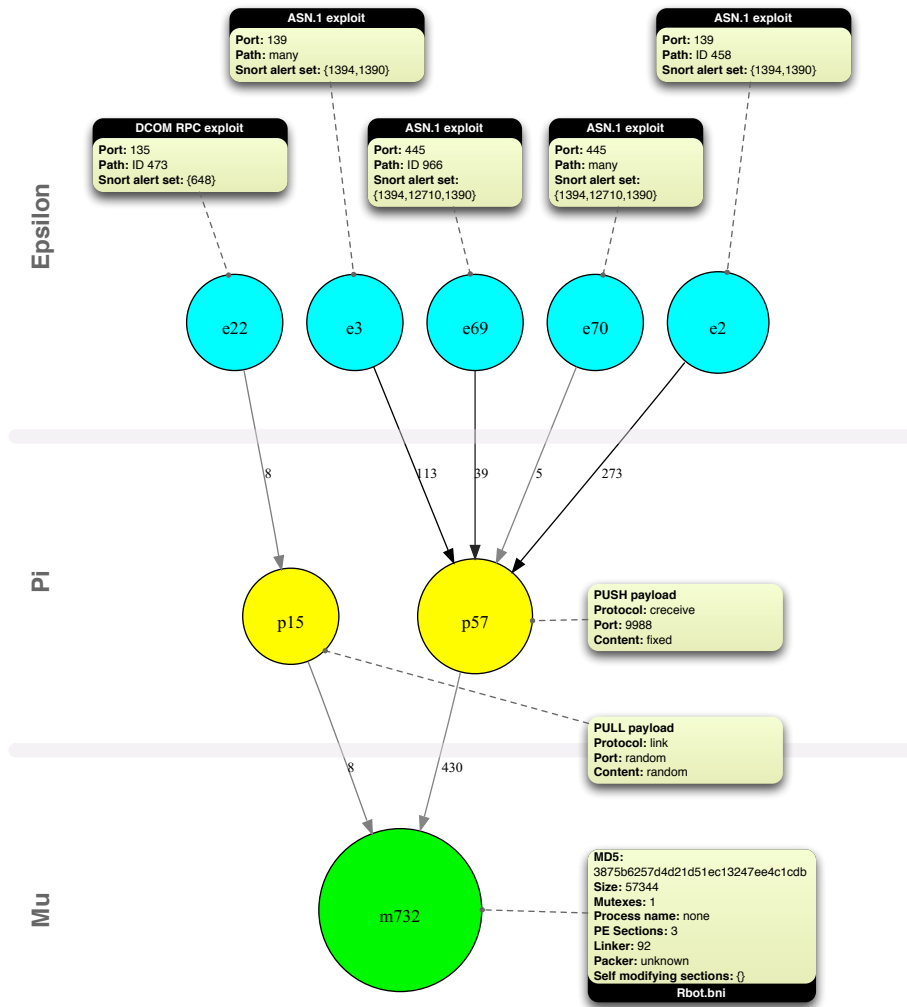 ASN.1 exploit
Port: 139
Path: many
Snort alert set: {1394,1390}
ASN.1 exploit
Port: 139
Path: ID 458
Snort alert set: {1394,1390}
DCOM RPC exploit
Port: 135
Path: ID 473
Snort alert set: {648}
ASN.1 exploit
Port: 445
Path: ID 966
Snort alert set:
{1394,12710,1390}
ASN.1 exploit
Port: 445
Path: many
Snort alert set:
{1394,12710,1390}
Epsilon
e22
e3
e69
e70
e2
8
113
39
5
273
Pi
p15
p57
PUSH payload
Protocol: creceive
Port: 9988
Content: fixed
PULL payload
Protocol: link
Port: random
Content: random
8
430
Mu
m732
MD5:
3875b6257d4d21d51ec13247ee4c1cdb
Size: 57344
Mutexes: 1
Process name: none
PE Sections: 3
Linker: 92
Packer: unknown
Self modifying sections: {}
Rbot.bni